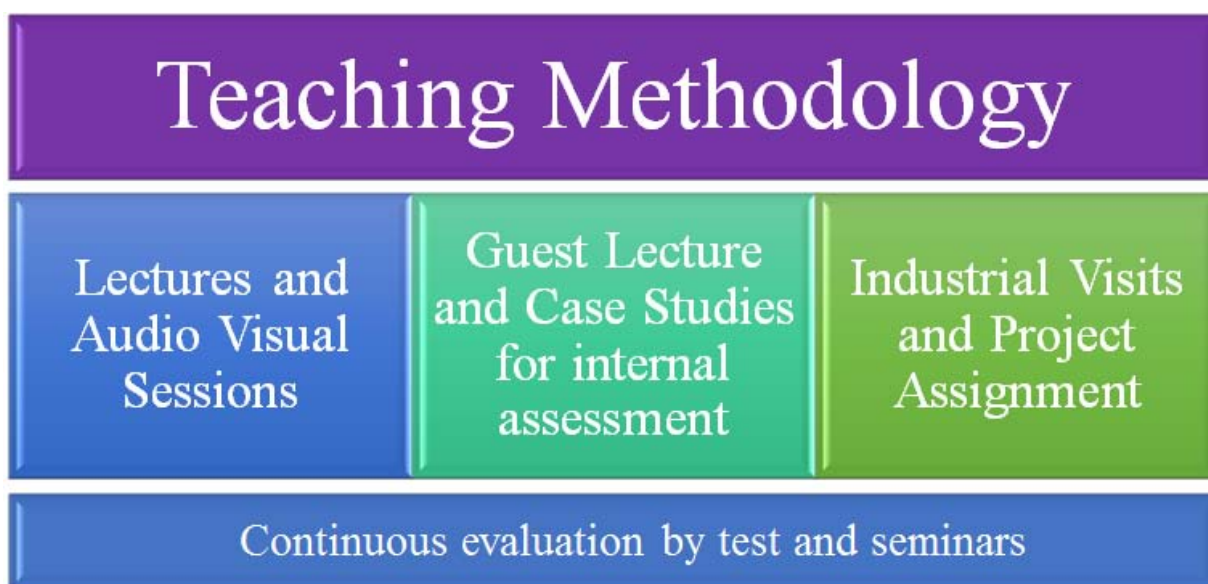 Teaching Methodology
Lectures and
Audio Visual
Sessions
Guest Lecture
and Case Studies
for internal
assessment
Industrial Visits
and Project
Assignment
Continuous evaluation by test and seminars